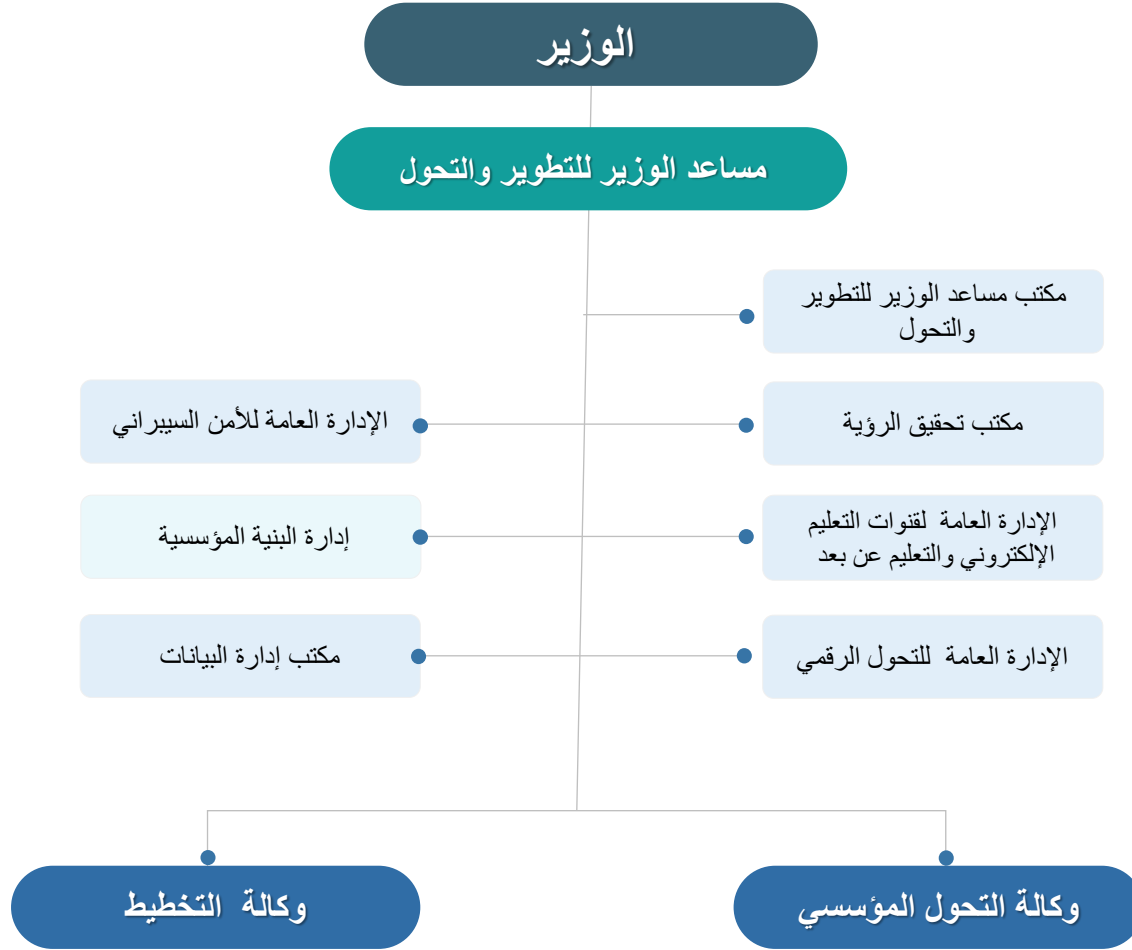 الوزير
مساعد الوزير للتطوير والتحول
مكتب مساعد الوزير للتطوير
والتحول
مكتب تحقيق الرؤية
الإدارة العامة للأمن السيبراني
الإدارة العامة لقنوات التعليم
الإلكتروني والتعليم عن بعد
إدارة البنية المؤسسية
الإدارة العامة للتحول الرقمي
مكتب إدارة البيانات
وكالة التحول المؤسسي
وكالة التخطيط